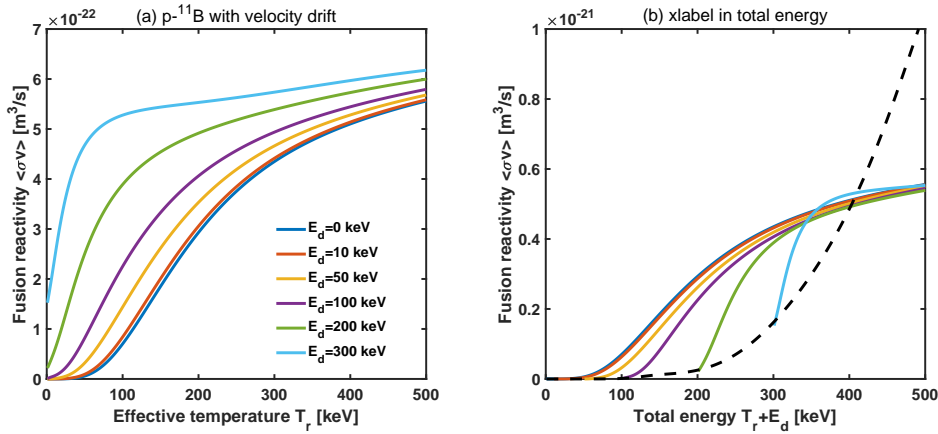 (a) p-¹¹B with velocity drift
×10⁻²²
7
6
5
4
3
2
1
0
0 100 200 300 400 500
Fusion reactivity <σv> [m³/s]
Effective temperature T_r [keV]
E_d=0 keV
E_d=10 keV
E_d=50 keV
E_d=100 keV
E_d=200 keV
E_d=300 keV
(b) xlabel in total energy
×10⁻²¹
1
0.8
0.6
0.4
0.2
0
0 100 200 300 400 500
Fusion reactivity <σv> [m³/s]
Total energy T_r+E_d [keV]